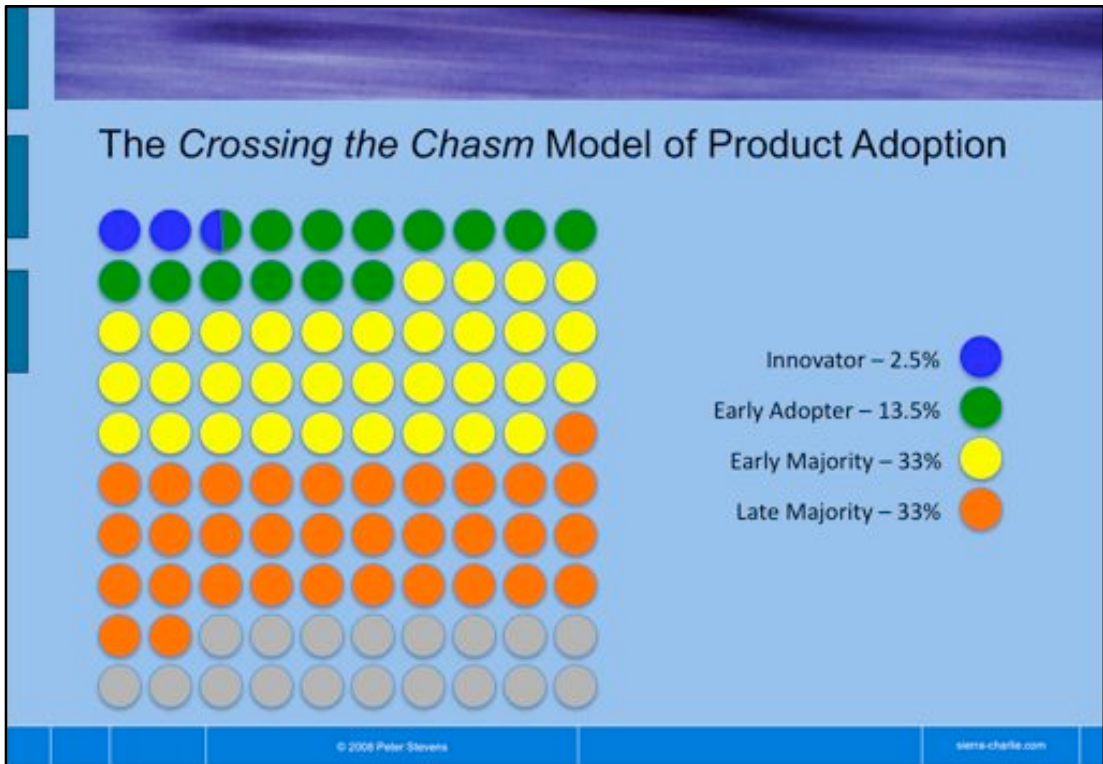 The Crossing the Chasm Model of Product Adoption
Innovator – 2.5%
Early Adopter – 13.5%
Early Majority – 33%
Late Majority – 33%
© 2008 Peter Stevens
sierra-charlie.com